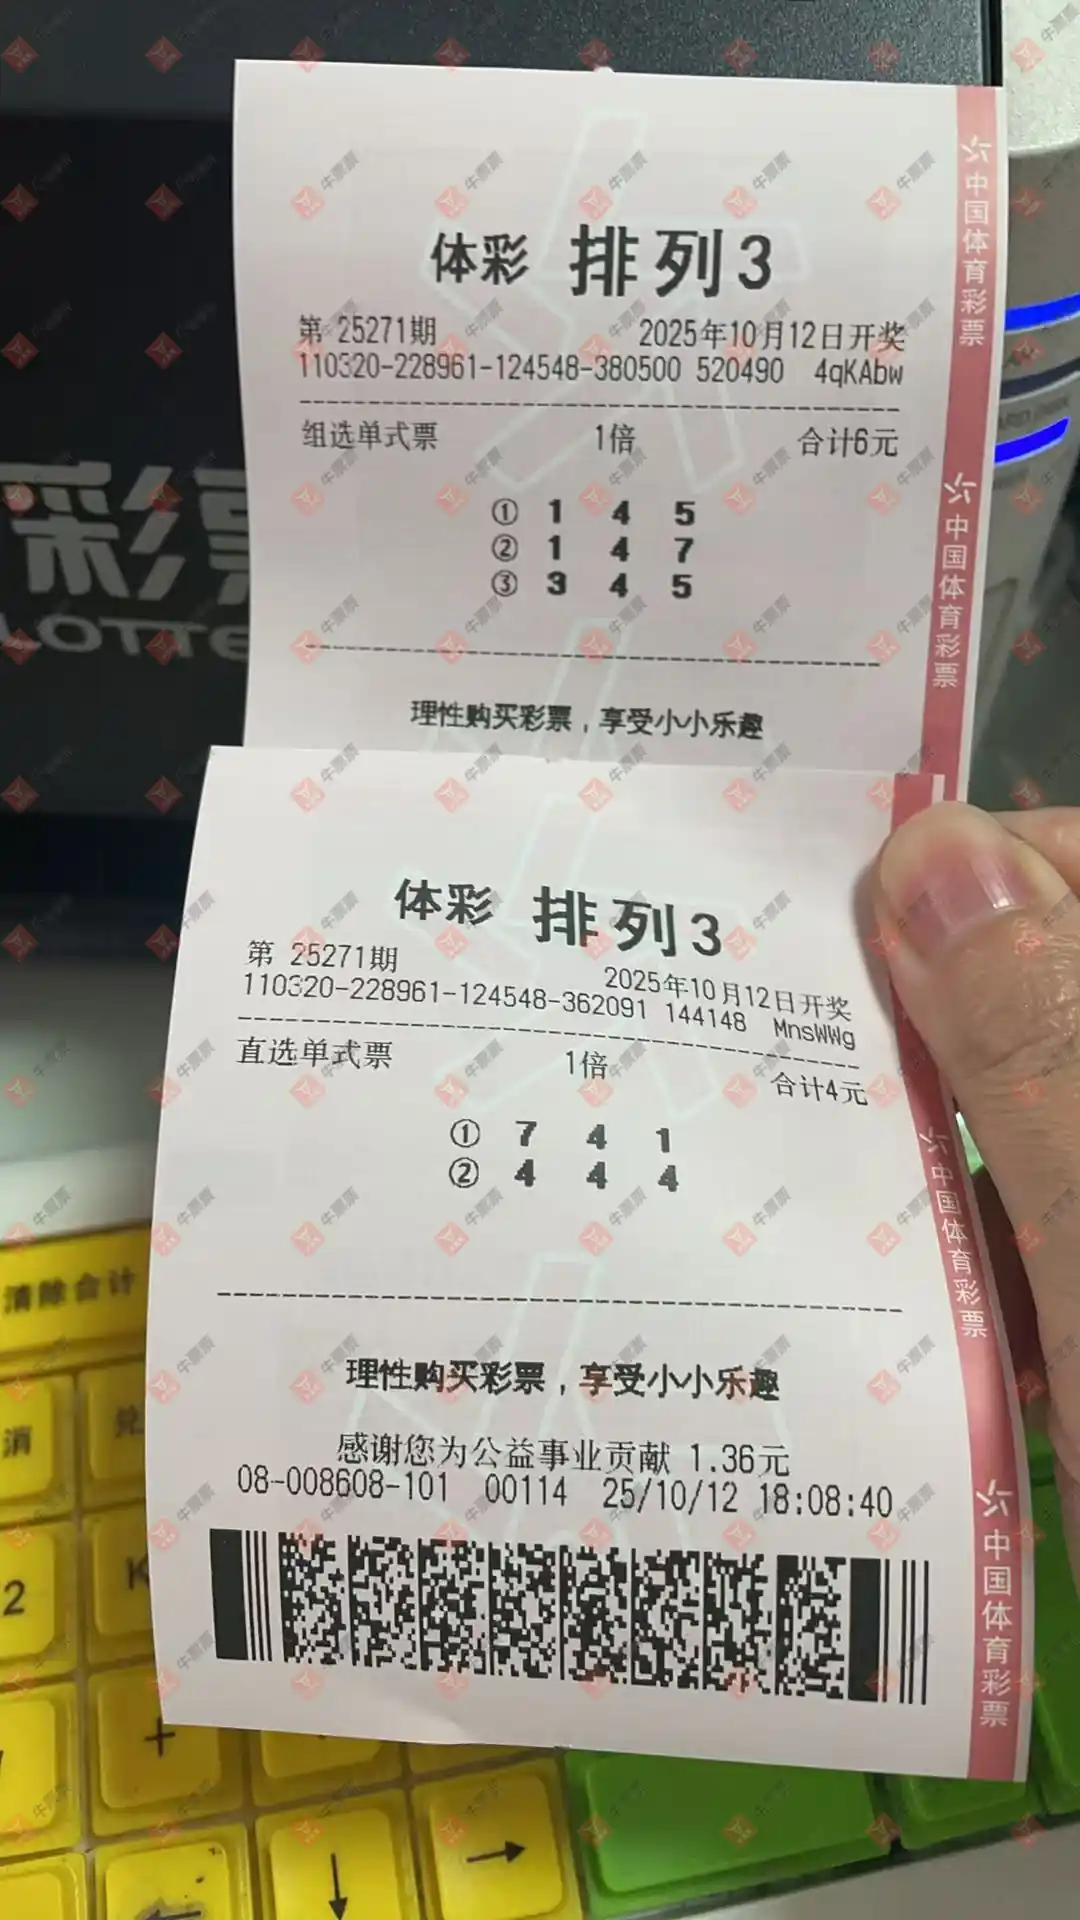 体彩 排列3
第 25271期 2025年10月12日开奖
110320-228961-124548-380500 520490 4qKAbw
组选单式票 1倍 合计6元
① 1 4 5
② 1 4 7
③ 3 4 5
理性购买彩票，享受小小乐趣
中国体育彩票
中国体育彩票
体彩 排列3
第 25271期 2025年10月12日开奖
110320-228961-124548-362091 144148 MnsWWg
直选单式票 1倍 合计4元
① 7 4 1
② 4 4 4
理性购买彩票，享受小小乐趣
感谢您为公益事业贡献 1.36元
08-008608-101 00114 25/10/12 18:08:40
中国体育彩票
中国体育彩票
彩
LOTTE
清除合计
消
兑
2
K
+
↓
→
←
牛票票